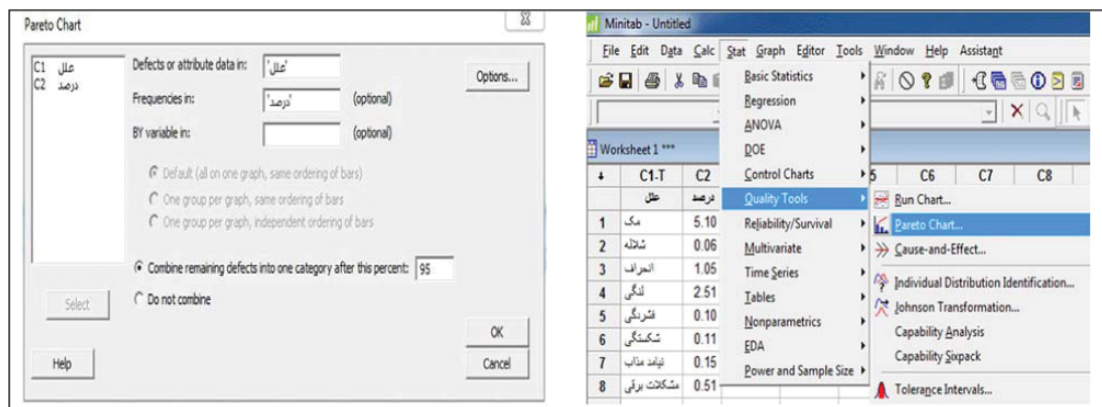 Pareto Chart
C1 علل
C2 درصد
Defects or attribute data in: 'علل'
Frequencies in: 'درصد' (optional)
BY variable in: (optional)
Default (all on one graph, same ordering of bars)
One group per graph, same ordering of bars
One group per graph, independent ordering of bars
Combine remaining defects into one category after this percent: 95
Do not combine
Options...
Select
OK
Help
Cancel
Minitab - Untitled
File Edit Data Calc Stat Graph Editor Tools Window Help Assistant
Worksheet 1 ***
C1-T C2 5 C6 C7 C8
علل درصد
1 مک 5.10
2 شلاله 0.06
3 انحراف 1.05
4 لنگی 2.51
5 فشردگی 0.10
6 شکستگی 0.11
7 نیامد مذاب 0.15
8 مشکلات برقی 0.51
Basic Statistics
Regression
ANOVA
DOE
Control Charts
Quality Tools
Reliability/Survival
Multivariate
Time Series
Tables
Nonparametrics
EDA
Power and Sample Size
Run Chart...
Pareto Chart...
Cause-and-Effect...
Individual Distribution Identification...
Johnson Transformation...
Capability Analysis
Capability Sixpack
Tolerance Intervals...